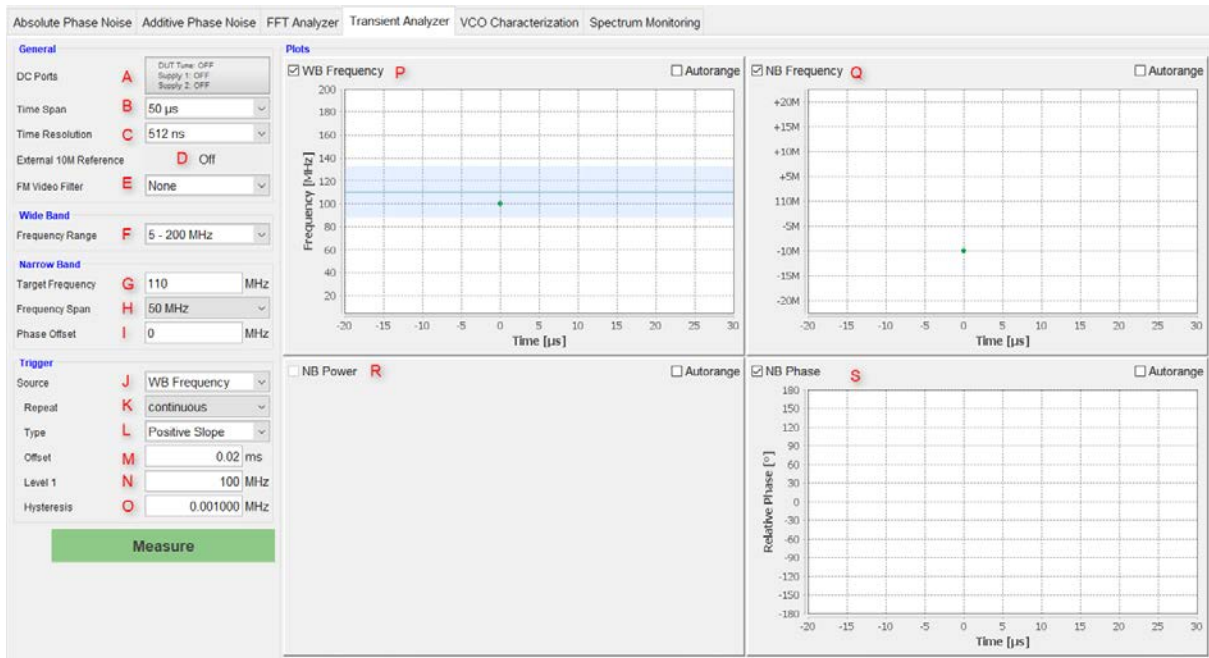 Absolute Phase Noise Additive Phase Noise FFT Analyzer Transient Analyzer VCO Characterization Spectrum Monitoring
General
DC Ports A DUT Tune: OFF
Supply 1: OFF
Supply 2: OFF
Time Span B 50 µs
Time Resolution C 512 ns
External 10M Reference D Off
FM Video Filter E None
Wide Band
Frequency Range F 5 - 200 MHz
Narrow Band
Target Frequency G 110 MHz
Frequency Span H 50 MHz
Phase Offset I 0 MHz
Trigger
Source J WB Frequency
Repeat K continuous
Type L Positive Slope
Offset M 0.02 ms
Level 1 N 100 MHz
Hysteresis O 0.001000 MHz
Measure
Plots
WB Frequency P Autorange
200
180
160
140
120
100
80
60
40
20
Frequency [MHz]
-20 -15 -10 -5 0 5 10 15 20 25 30
Time [µs]
NB Frequency Q Autorange
+20M
+15M
+10M
+5M
110M
-5M
-10M
-15M
-20M
-20 -15 -10 -5 0 5 10 15 20 25 30
Time [µs]
NB Power R Autorange
NB Phase S Autorange
180
150
120
90
60
30
0
-30
-60
-90
-120
-150
-180
Relative Phase [°]
-20 -15 -10 -5 0 5 10 15 20 25 30
Time [µs]